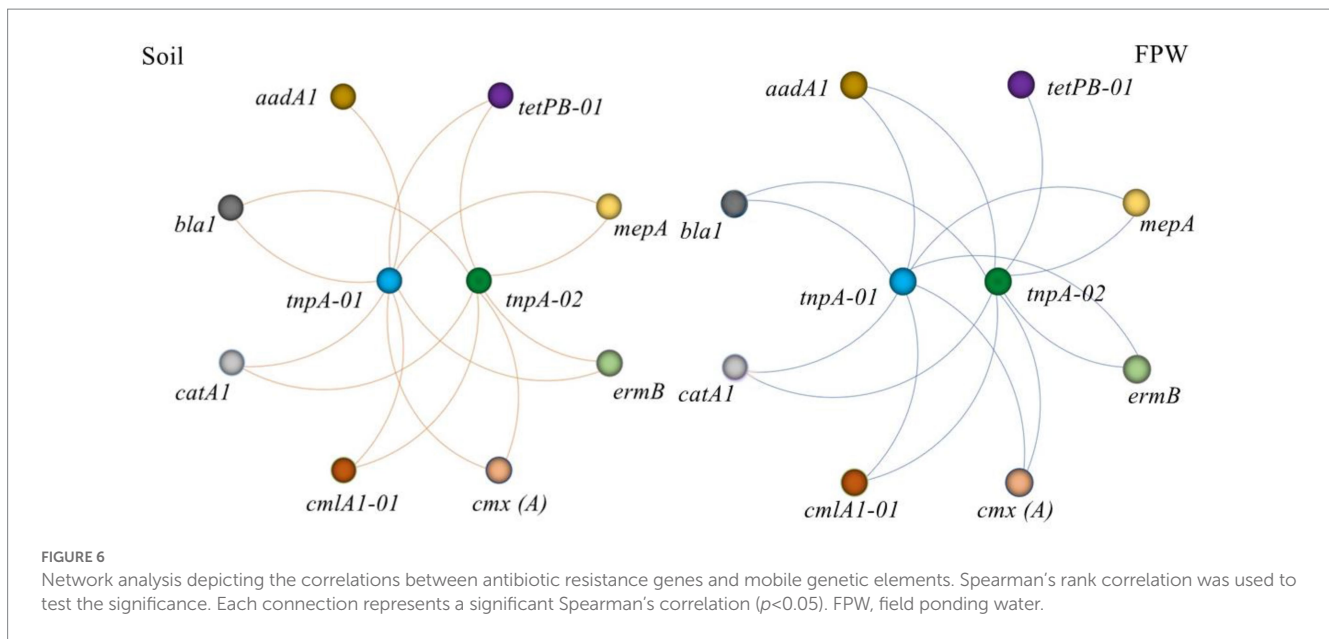 Soil
FPW
aadA1
tetPB-01
bla1
mepA
tnpA-01
tnpA-02
catA1
ermB
cmlA1-01
cmx (A)
aadA1
tetPB-01
bla1
mepA
tnpA-01
tnpA-02
catA1
ermB
cmlA1-01
cmx (A)
FIGURE 6
Network analysis depicting the correlations between antibiotic resistance genes and mobile genetic elements. Spearman's rank correlation was used to
test the significance. Each connection represents a significant Spearman's correlation (p<0.05). FPW, field ponding water.